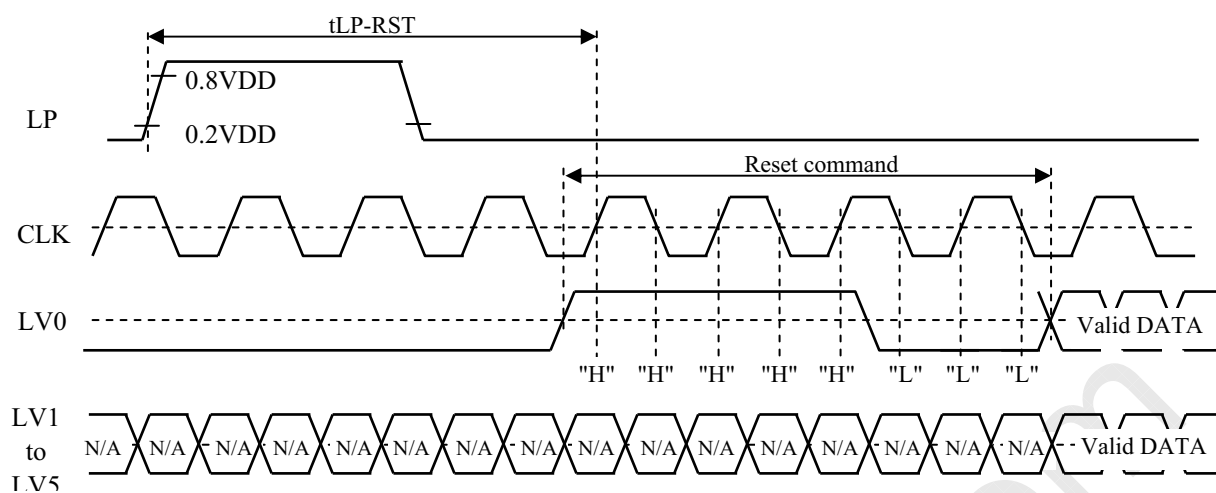 tLP-RST
0.8VDD
LP
0.2VDD
Reset command
CLK
LV0
Valid DATA
"H" "H" "H" "H" "H" "L" "L" "L"
LV1
N/A N/A N/A N/A N/A N/A N/A N/A N/A N/A N/A N/A N/A N/A N/A N/A Valid DATA
to
LV5